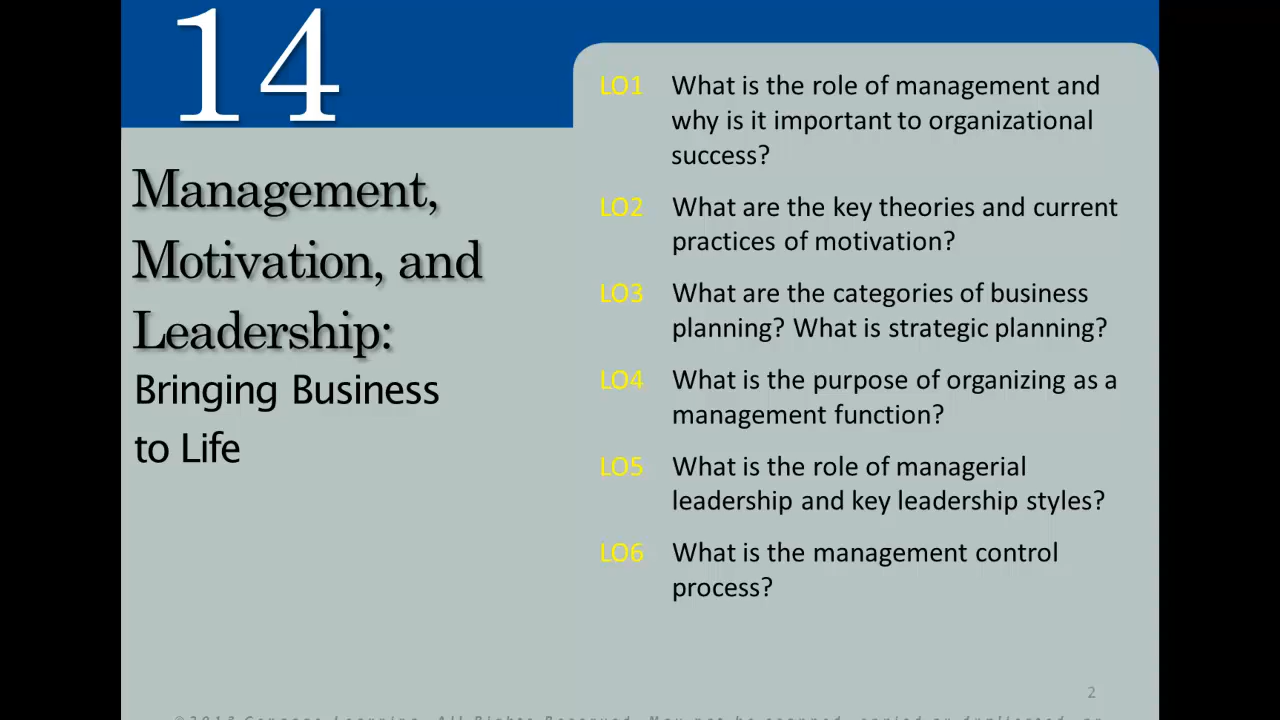 14
Management,
Motivation, and
Leadership:
Bringing Business
to Life
LO1 What is the role of management and
why is it important to organizational
success?
LO2 What are the key theories and current
practices of motivation?
LO3 What are the categories of business
planning? What is strategic planning?
LO4 What is the purpose of organizing as a
management function?
LO5 What is the role of managerial
leadership and key leadership styles?
LO6 What is the management control
process?
2